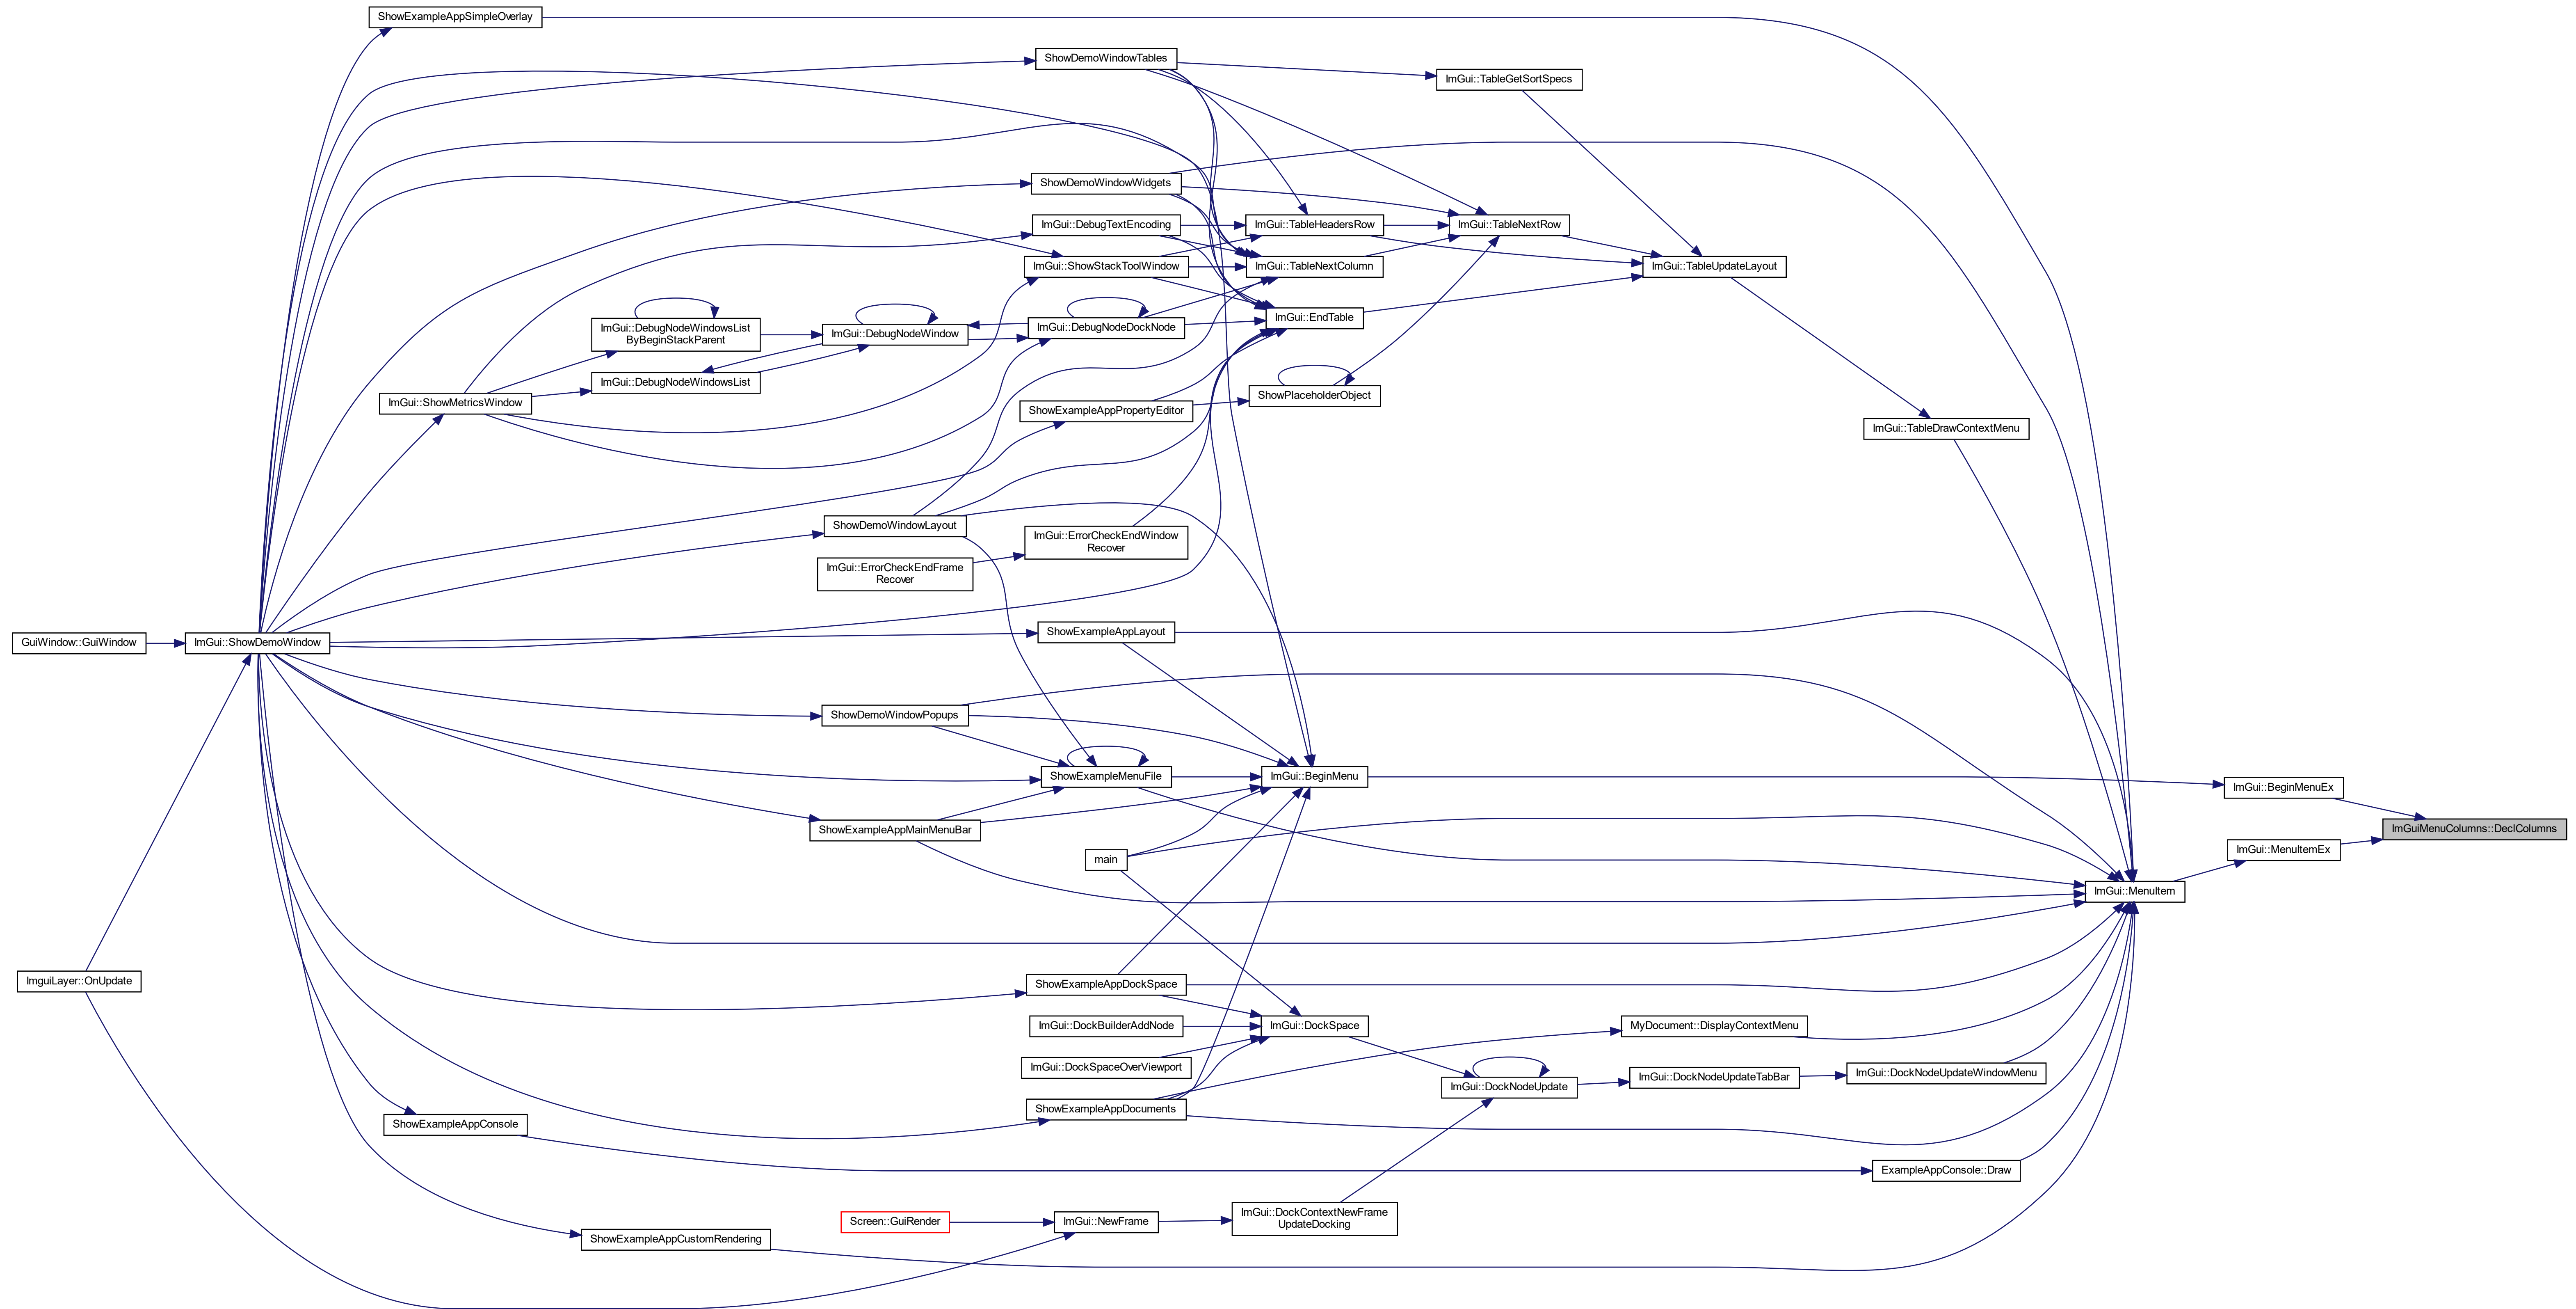 ShowExampleAppSimpleOverlay
ShowDemoWindowTables
ImGui::TableGetSortSpecs
ShowDemoWindowWidgets
ImGui::DebugTextEncoding
ImGui::TableHeadersRow
ImGui::TableNextRow
ImGui::ShowStackToolWindow
ImGui::TableNextColumn
ImGui::TableUpdateLayout
ImGui::DebugNodeWindowsList
ByBeginStackParent
ImGui::DebugNodeWindow
ImGui::DebugNodeDockNode
ImGui::EndTable
ImGui::DebugNodeWindowsList
ImGui::ShowMetricsWindow
ShowExampleAppPropertyEditor
ShowPlaceholderObject
ImGui::TableDrawContextMenu
ShowDemoWindowLayout
ImGui::ErrorCheckEndWindow
Recover
ImGui::ErrorCheckEndFrame
Recover
GuiWindow::GuiWindow
ImGui::ShowDemoWindow
ShowExampleAppLayout
ShowDemoWindowPopups
ShowExampleMenuFile
ImGui::BeginMenu
ImGui::BeginMenuEx
ShowExampleAppMainMenuBar
ImGuiMenuColumns::DeclColumns
main
ImGui::MenuItemEx
ImGui::MenuItem
ImguiLayer::OnUpdate
ShowExampleAppDockSpace
ImGui::DockBuilderAddNode
ImGui::DockSpace
MyDocument::DisplayContextMenu
ImGui::DockSpaceOverViewport
ImGui::DockNodeUpdate
ImGui::DockNodeUpdateTabBar
ImGui::DockNodeUpdateWindowMenu
ShowExampleAppDocuments
ShowExampleAppConsole
ExampleAppConsole::Draw
Screen::GuiRender
ImGui::NewFrame
ImGui::DockContextNewFrame
UpdateDocking
ShowExampleAppCustomRendering